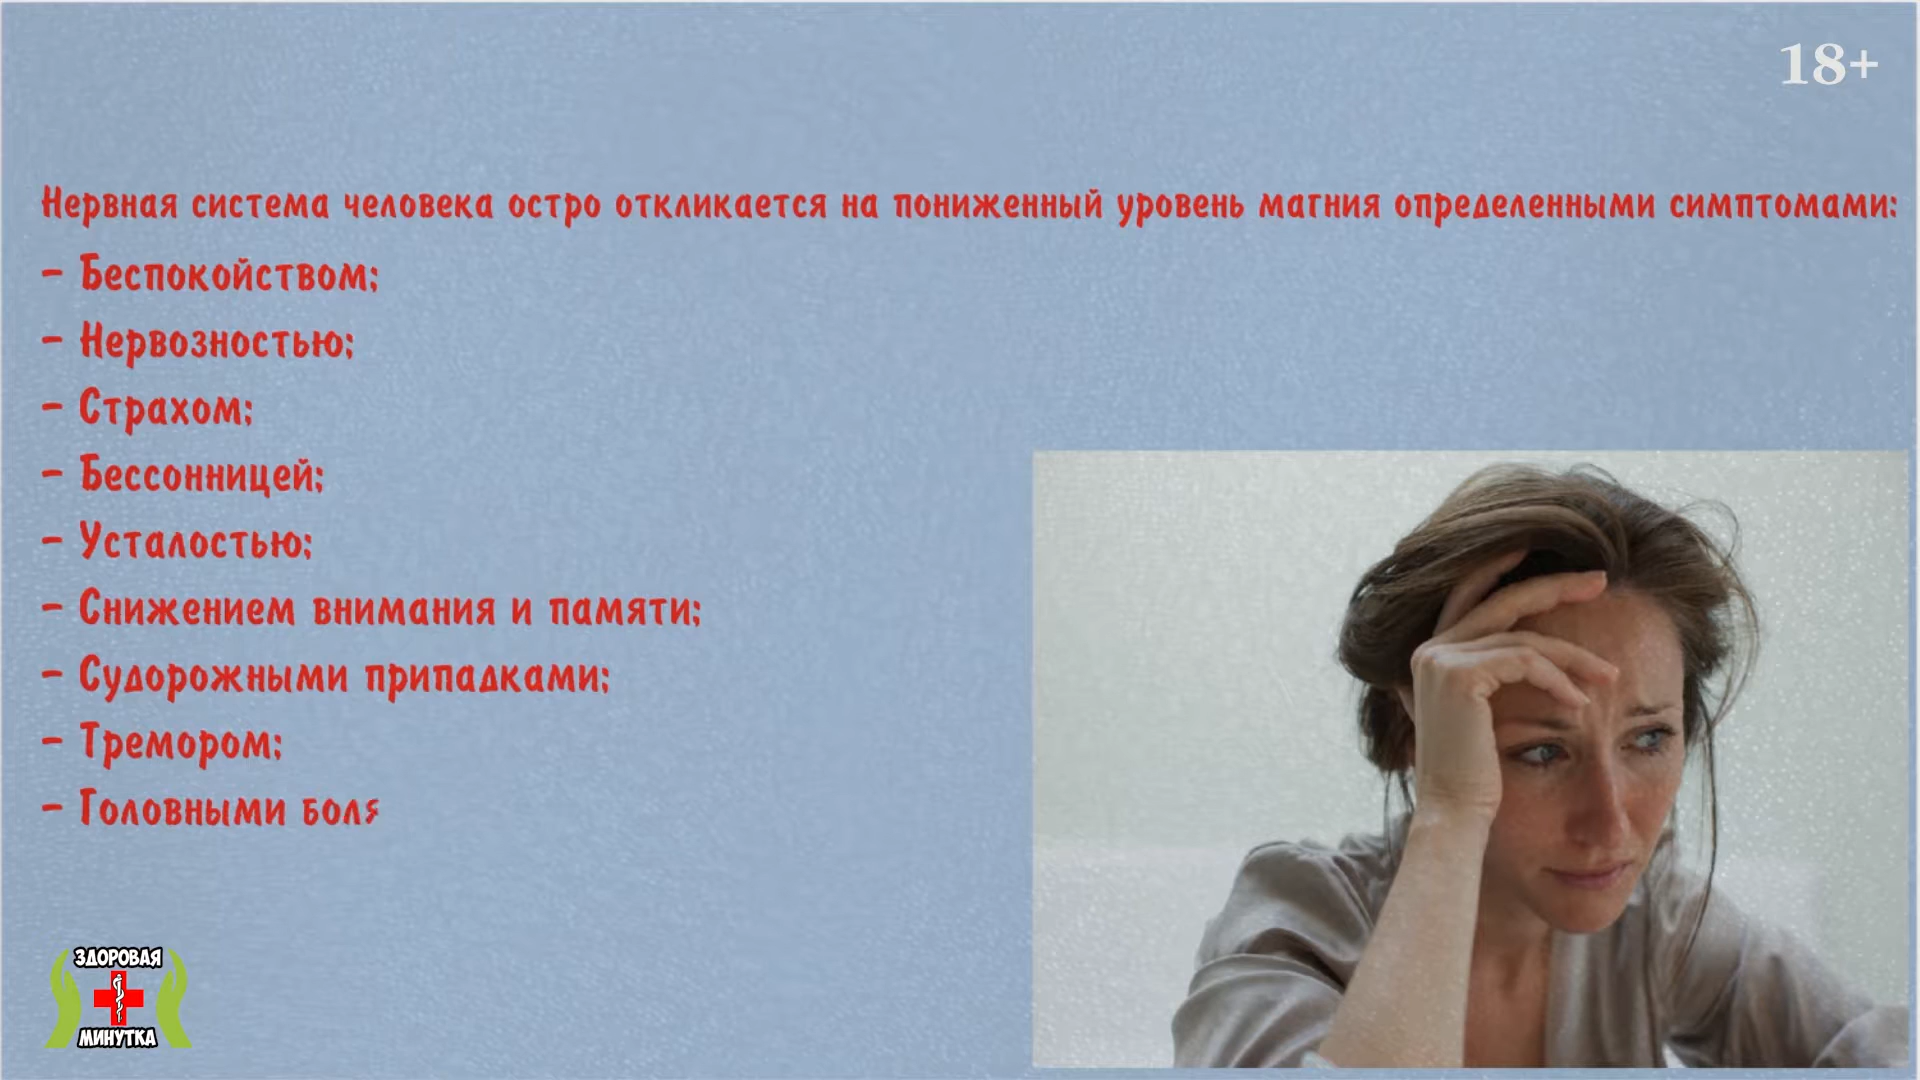 18+
Нервная система человека остро откликается на пониженный уровень магния определенными симптомами:
- Беспокойством;
- Нервозностью;
- Страхом;
- Бессонницей;
- Усталостью;
- Снижением внимания и памяти;
- Судорожными припадками;
- Тремором;
- Головными
ЗДОРОВАЯ
МИНУТКА